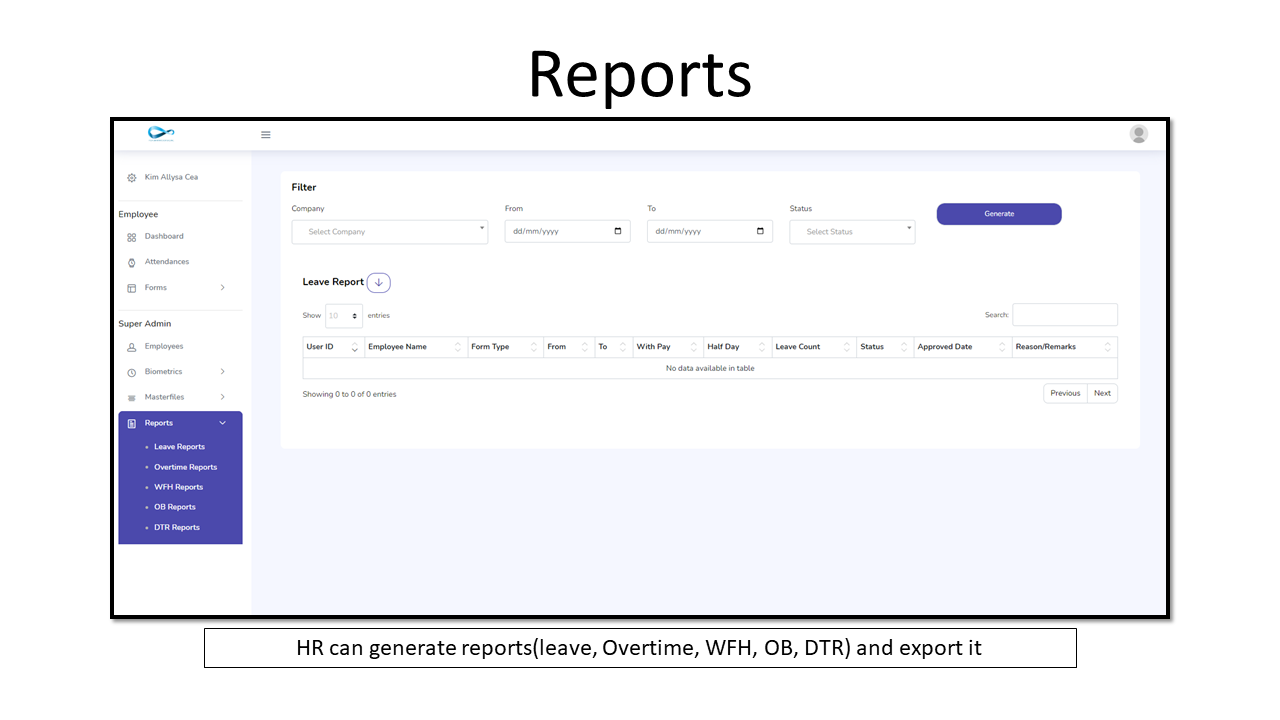 Reports
Kim Allysa Cea
Employee
Dashboard
Attendances
Forms
Super Admin
Employees
Biometrics
Masterfiles
Reports
Leave Reports
Overtime Reports
WFH Reports
OB Reports
DTR Reports
Filter
Company From To Status
Select Company dd/mm/yyyy dd/mm/yyyy Select Status Generate
Leave Report
Show 10 entries Search:
User ID Employee Name Form Type From To With Pay Half Day Leave Count Status Approved Date Reason/Remarks
No data available in table
Showing 0 to 0 of 0 entries Previous Next
HR can generate reports(leave, Overtime, WFH, OB, DTR) and export it